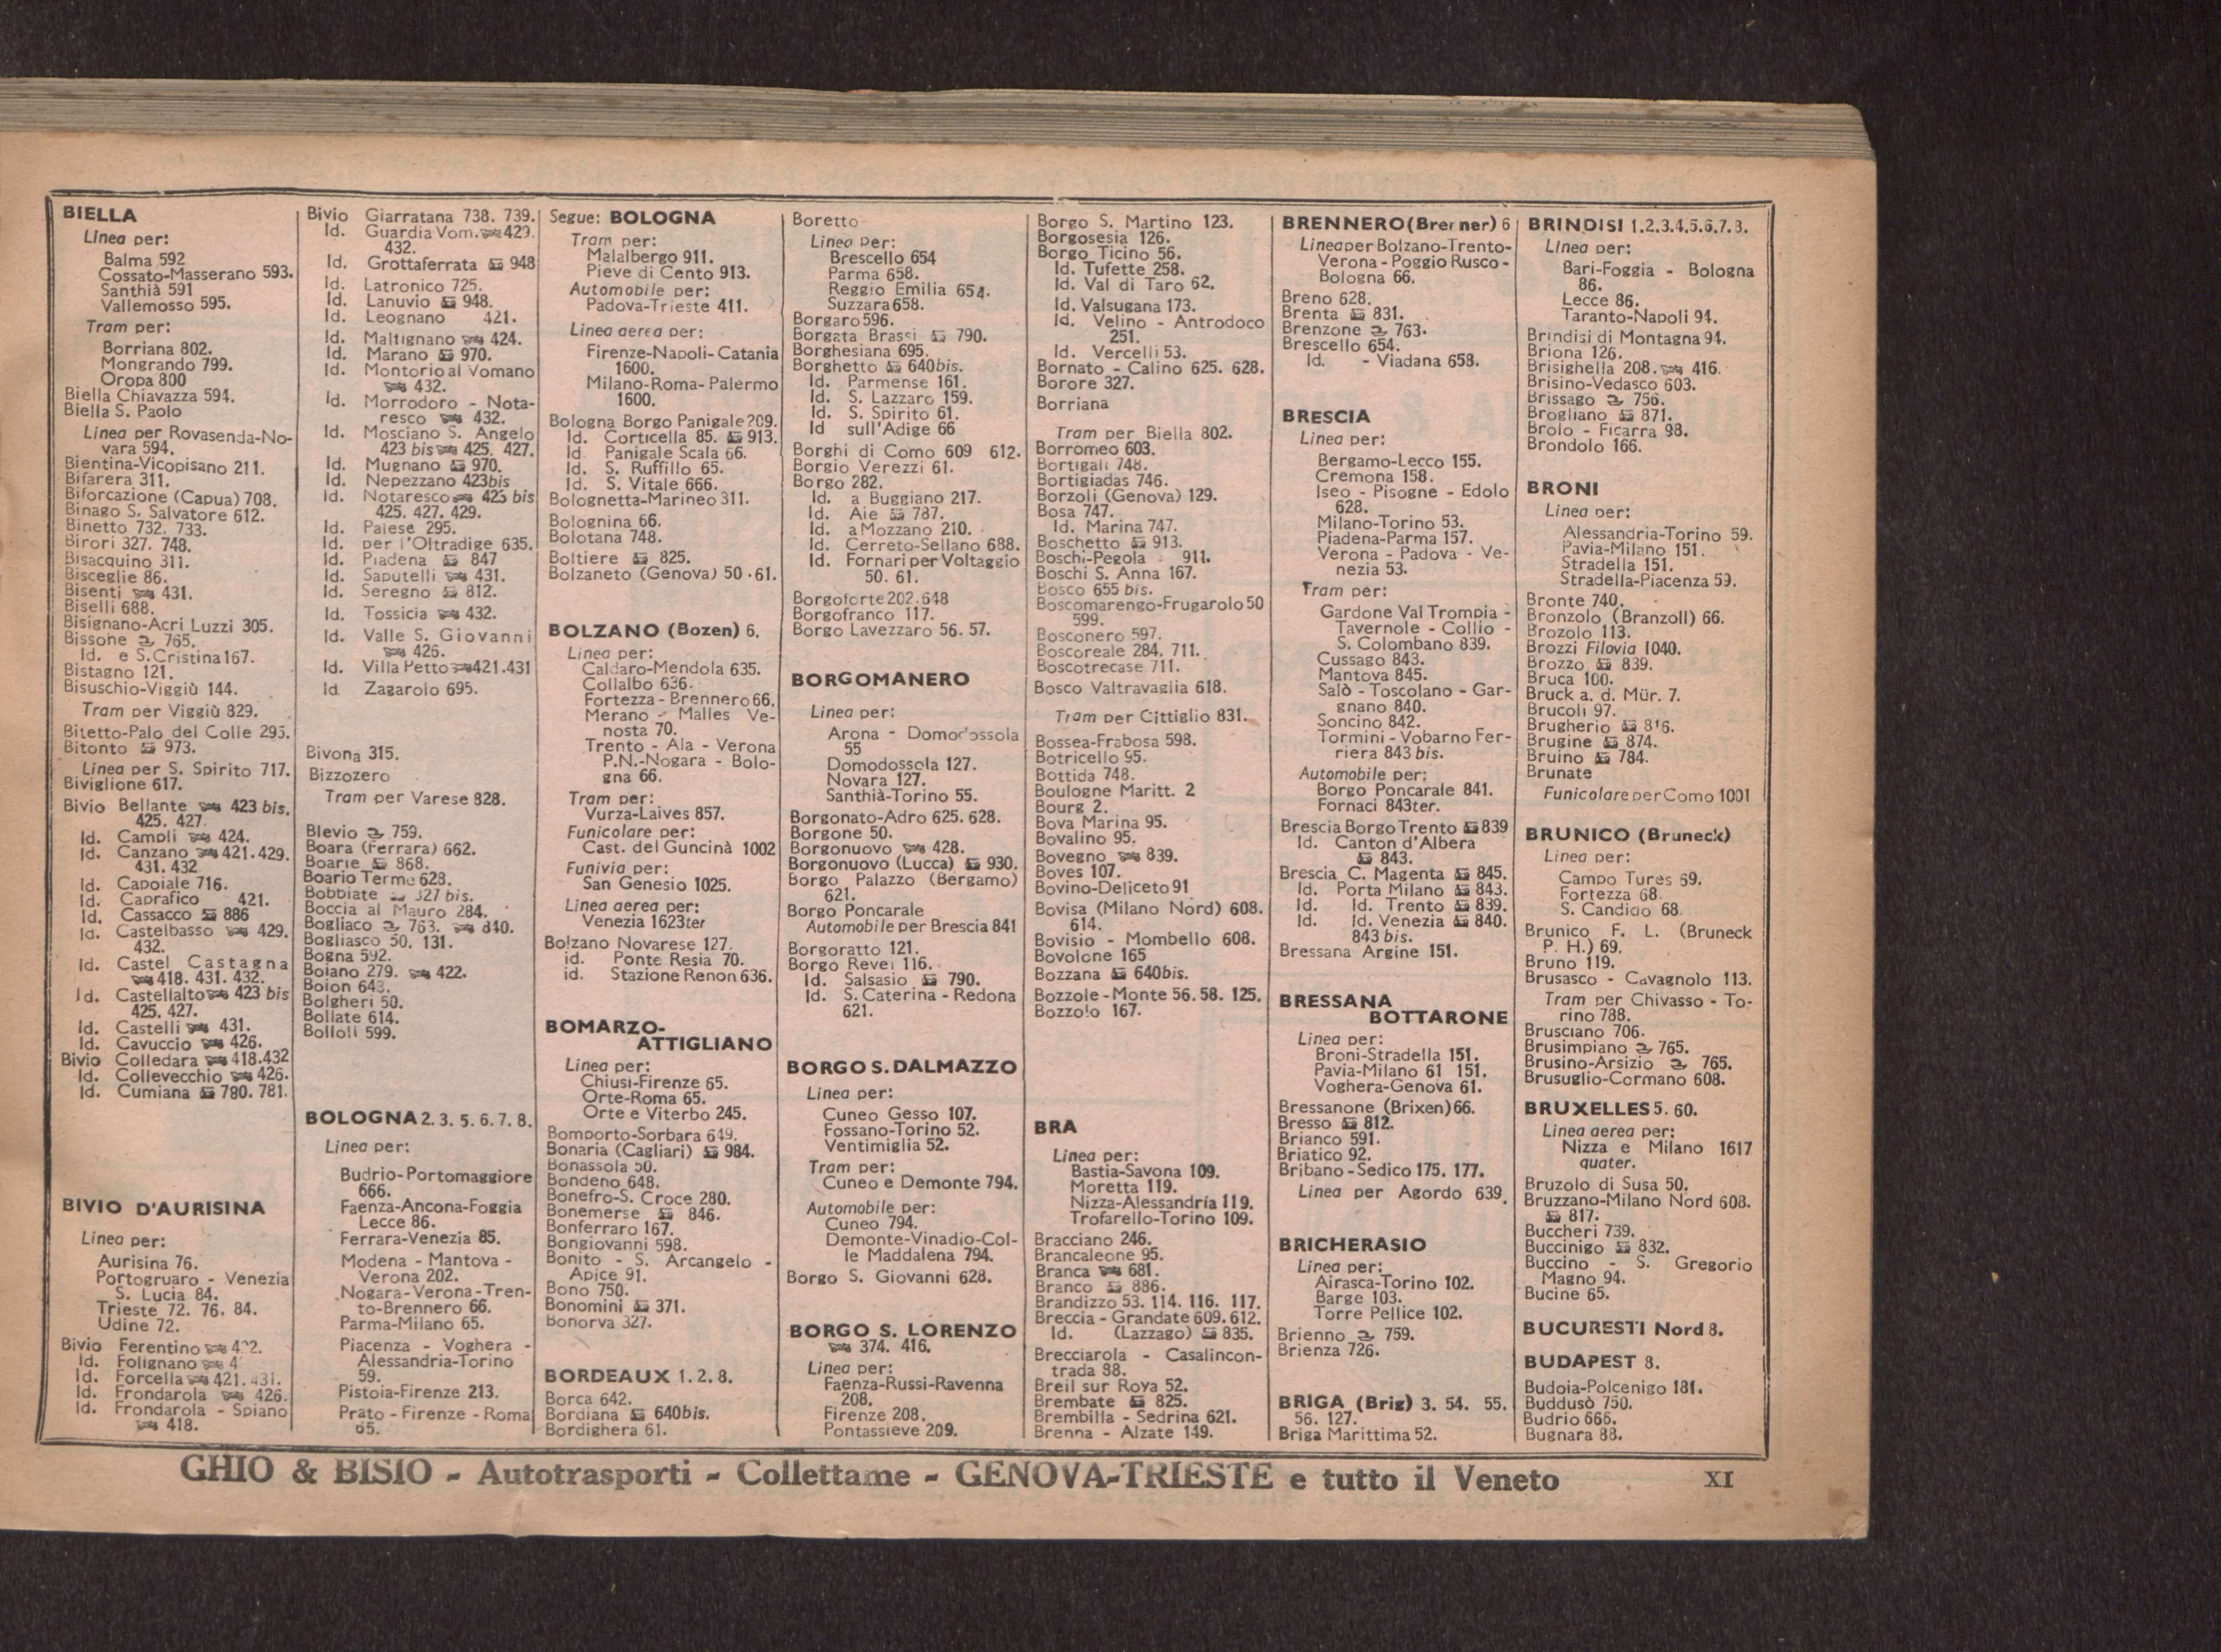 BIELLA
Linea per:
Balma 592
Cossato-Masserano 593.
Santhià 591
Vallemosso 595.
Tram per:
Borriana 802.
Mongrando 799.
Oropa 800
Biella Chiavazza 594.
Biella S. Paolo
Linea per Rovasenda-No-
vara 594.
Bientina-Vicopisano 211.
Bifarera 311.
Biforcazione (Capua) 708.
Binago S. Salvatore 612.
Binetto 732. 733.
Birori 327. 748.
Bisacquino 311.
Bisceglie 86.
Bisenti 431.
Biselli 688.
Bisignano-Acri Luzzi 305.
Bissone 765.
Id. e S.Cristina 167.
Bistagno 121.
Bisuschio-Viggiù 144.
Tram per Viggiù 829.
Bitetto-Palo del Colle 295.
Bitonto 973.
Linea per S. Spirito 717.
Biviglione 617.
Bivio Bellante 423 bis.
425. 427.
Id. Campli 424.
Id. Canzano 421. 429.
431. 432
Id. Capoiale 716.
Id. Caprafico 421.
Id. Cassacco 886
Id. Castelbasso 429.
432.
Id. Castel Castagna
418. 431. 432.
Id. Castellalto 423 bis
425. 427.
Id. Castelli 431.
Id. Cavuccio 426.
Bivio Colledara 418.432
Id. Collevecchio 426.
Id. Cumiana 780. 781.
BIVIO D'AURISINA
Linea per:
Aurisina 76.
Portogruaro - Venezia
S. Lucia 84.
Trieste 72. 76. 84.
Udine 72.
Bivio Ferentino
Id. Folignano
Id. Forcella 421. 431.
Id. Frondarola 426.
Id. Frondarola - Spiano
418.
Bivio Giarratana 738. 739.
Id. Guardia Vom. 429.
432.
Id. Grottaferrata 948
Id. Latronico 725.
Id. Lanuvio 948.
Id. Leognano 421.
Id. Maltignano 424.
Id. Marano 970.
Id. Montorio al Vomano
432.
Id. Morrodoro - Nota-
resco 432.
Id. Mosciano S. Angelo
423 bis 425. 427.
Id. Mugnano 970.
Id. Nepezzano 423bis
Id. Notaresco 423 bis
425. 427. 429.
Id. Palese 295.
Id. per l'Oltradige 635.
Id. Piadena 847
Id. Saputelli 431.
Id. Seregno 812.
Id. Tossicia 432.
Id. Valle S. Giovanni
426.
Id. Villa Petto 421.431
Id Zagarolo 695.
Bivona 315.
Bizzozero
Tram per Varese 828.
Blevio 759.
Boara (Ferrara) 662.
Boarie 868.
Boario Terme 628.
Bobbiate 327 bis.
Boccia al Mauro 284.
Bogliaco 763. 840.
Bogliasco 50. 131.
Bogna 592.
Boiano 279. 422.
Boion 643.
Bolgheri 50.
Bollate 614.
Bolloli 599.
BOLOGNA 2. 3. 5. 6. 7. 8.
Linea per:
Budrio-Portomaggiore
666.
Faenza-Ancona-Foggia
Lecce 86.
Ferrara-Venezia 85.
Modena - Mantova -
Verona 202.
Nogara-Verona-Tren-
to-Brennero 66.
Parma-Milano 65.
Piacenza - Voghera -
Alessandria-Torino
59.
Pistoia-Firenze 213.
Prato - Firenze - Roma
65.
Segue: BOLOGNA
Tram per:
Malalbergo 911.
Pieve di Cento 913.
Automobile per:
Padova-Trieste 411.
Linea aerea per:
Firenze-Napoli-Catania
1600.
Milano-Roma-Palermo
1600.
Bologna Borgo Panigale 209.
Id. Corticella 85. 913.
Id. Panigale Scala 66.
Id. S. Ruffillo 65.
Id. S. Vitale 666.
Bolognetta-Marineo 311.
Bolognina 66.
Bolotana 748.
Boltiere 825.
Bolzaneto (Genova) 50.61.
BOLZANO (Bozen) 6.
Linea per:
Caldaro-Mendola 635.
Collalbo 636.
Fortezza - Brennero 66.
Merano - Malles Ve-
nosta 70.
Trento - Ala - Verona
P.N.-Nogara - Bolo-
gna 66.
Tram per:
Vurza-Laives 857.
Funicolare per:
Cast. del Guncinà 1002
Funivia per:
San Genesio 1025.
Linea aerea per:
Venezia 1623ter
Bolzano Novarese 127.
id. Ponte Resia 70.
id. Stazione Renon 636.
BOMARZO-
ATTIGLIANO
Linea per:
Chiusi-Firenze 65.
Orte-Roma 65.
Orte e Viterbo 245.
Bomporto-Sorbara 649.
Bonaria (Cagliari) 984.
Bonassola 50.
Bondeno 648.
Bonefro-S. Croce 280.
Bonemerse 846.
Bonferraro 167.
Bongiovanni 598.
Bonito - S. Arcangelo -
Apice 91.
Bono 750.
Bonomini 371.
Bonorva 327.
BORDEAUX 1. 2. 8.
Borca 642.
Bordiana 640bis.
Bordighera 61.
Boretto
Linea per:
Brescello 654
Parma 658.
Reggio Emilia 654.
Suzzara 658.
Borgaro 596.
Borgata Brassi 790.
Borghesiana 695.
Borghetto 640bis.
Id. Parmense 161.
Id. S. Lazzaro 159.
Id. S. Spirito 61.
Id sull'Adige 66
Borghi di Como 609 612.
Borgio Verezzi 61.
Borgo 282.
Id. a Buggiano 217.
Id. Aie 787.
Id. a Mozzano 210.
Id. Cerreto-Sellano 688.
Id. Fornari per Voltaggio
50. 61.
Borgoforte 202. 648
Borgofranco 117.
Borgo Lavezzaro 56. 57.
BORGOMANERO
Linea per:
Arona - Domodossola
55
Domodossola 127.
Novara 127.
Santhià-Torino 55.
Borgonato-Adro 625. 628.
Borgone 50.
Borgonuovo 428.
Borgonuovo (Lucca) 930.
Borgo Palazzo (Bergamo)
621.
Borgo Poncarale
Automobile per Brescia 841
Borgoratto 121.
Borgo Revel 116.
Id. Salsasio 790.
Id. S. Caterina - Redona
621.
BORGO S. DALMAZZO
Linea per:
Cuneo Gesso 107.
Fossano-Torino 52.
Ventimiglia 52.
Tram per:
Cuneo e Demonte 794.
Automobile per:
Cuneo 794.
Demonte-Vinadio-Col-
le Maddalena 794.
Borgo S. Giovanni 628.
BORGO S. LORENZO
374. 416.
Linea per:
Faenza-Russi-Ravenna
208.
Firenze 208.
Pontassieve 209.
Borgo S. Martino 123.
Borgosesia 126.
Borgo Ticino 56.
Id. Tufette 258.
Id. Val di Taro 62.
Id. Valsugana 173.
Id. Velino - Antrodoco
251.
Id. Vercelli 53.
Bornato - Calino 625. 628.
Borore 327.
Borriana
Tram per Biella 802.
Borromeo 603.
Bortigali 748.
Bortigiadas 746.
Borzoli (Genova) 129.
Bosa 747.
Id. Marina 747.
Boschetto 913.
Boschi-Pegola 911.
Boschi S. Anna 167.
Bosco 655 bis.
Boscomarengo-Frugarolo 50
599.
Bosconero 597.
Boscoreale 284. 711.
Boscotrecase 711.
Bosco Valtravaglia 618.
Tram per Cittiglio 831.
Bossea-Frabosa 598.
Botricello 95.
Bottida 748.
Boulogne Maritt. 2
Bourg 2.
Bova Marina 95.
Bovalino 95.
Bovegno 839.
Boves 107.
Bovino-Deliceto 91
Bovisa (Milano Nord) 608.
614.
Bovisio - Mombello 608.
Bovolone 165
Bozzana 640bis.
Bozzole - Monte 56. 58. 125.
Bozzolo 167.
BRA
Linea per:
Bastia-Savona 109.
Moretta 119.
Nizza-Alessandria 119.
Trofarello-Torino 109.
Bracciano 246.
Brancaleone 95.
Branca 681.
Branco 886.
Brandizzo 53. 114. 116. 117.
Breccia - Grandate 609. 612.
Id. (Lazzago) 835.
Brecciarola - Casalincon-
trada 88.
Breil sur Roya 52.
Brembate 825.
Brembilla - Sedrina 621.
Brenna - Alzate 149.
BRENNERO (Brenner) 6
Linea per Bolzano-Trento-
Verona - Poggio Rusco -
Bologna 66.
Breno 628.
Brenta 831.
Brenzone 763.
Brescello 654.
Id. - Viadana 658.
BRESCIA
Linea per:
Bergamo-Lecco 155.
Cremona 158.
Iseo - Pisogne - Edolo
628.
Milano-Torino 53.
Piadena-Parma 157.
Verona - Padova - Ve-
nezia 53.
Tram per:
Gardone Val Trompia -
Tavernole - Collio -
S. Colombano 839.
Cussago 843.
Mantova 845.
Salò - Toscolano - Gar-
gnano 840.
Soncino 842.
Tormini - Vobarno Fer-
riera 843 bis.
Automobile per:
Borgo Poncarale 841.
Fornaci 843ter.
Brescia Borgo Trento 839
Id. Canton d'Albera
843.
Brescia C. Magenta 845.
Id. Porta Milano 843.
Id. Id. Trento 839.
Id. Id. Venezia 840.
843 bis.
Bressana Argine 151.
BRESSANA
BOTTARONE
Linea per:
Broni-Stradella 151.
Pavia-Milano 61 151.
Voghera-Genova 61.
Bressanone (Brixen) 66.
Bresso 812.
Brianco 591.
Briatico 92.
Bribano - Sedico 175. 177.
Linea per Agordo 639.
BRICHERASIO
Linea per:
Airasca-Torino 102.
Barge 103.
Torre Pellice 102.
Brienno 759.
Brienza 726.
BRIGA (Brig) 3. 54. 55.
56. 127.
Briga Marittima 52.
BRINDISI 1.2.3.4.5.6.7.8.
Linea per:
Bari-Foggia - Bologna
86.
Lecce 86.
Taranto-Napoli 94.
Brindisi di Montagna 94.
Briona 126.
Brisighella 208. 416.
Brisino-Vedasco 603.
Brissago 756.
Brogliano 871.
Brolo - Ficarra 98.
Brondolo 166.
BRONI
Linea per:
Alessandria-Torino 59.
Pavia-Milano 151.
Stradella 151.
Stradella-Piacenza 59.
Bronte 740.
Bronzolo (Branzoll) 66.
Brozolo 113.
Brozzi Filovia 1040.
Brozzo 839.
Bruca 100.
Bruck a. d. Mür. 7.
Brucoli 97.
Brugherio 816.
Brugine 874.
Bruino 784.
Brunate
Funicolare per Como 1001
BRUNICO (Bruneck)
Linea per:
Campo Tures 69.
Fortezza 68.
S. Candido 68.
Brunico F. L. (Bruneck
P. H.) 69.
Bruno 119.
Brusasco - Cavagnolo 113.
Tram per Chivasso - To-
rino 788.
Brusciano 706.
Brusimpiano 765.
Brusino-Arsizio 765.
Brusuglio-Cormano 608.
BRUXELLES 5. 60.
Linea aerea per:
Nizza e Milano 1617
quater.
Bruzolo di Susa 50.
Bruzzano-Milano Nord 608.
817.
Buccheri 739.
Buccinigo 832.
Buccino - S. Gregorio
Magno 94.
Bucine 65.
BUCURESTI Nord 8.
BUDAPEST 8.
Budoia-Polcenigo 181.
Buddusò 750.
Budrio 666.
Bugnara 88.
GHIO & BISIO - Autotrasporti - Collettame - GENOVA-TRIESTE e tutto il Veneto
XI